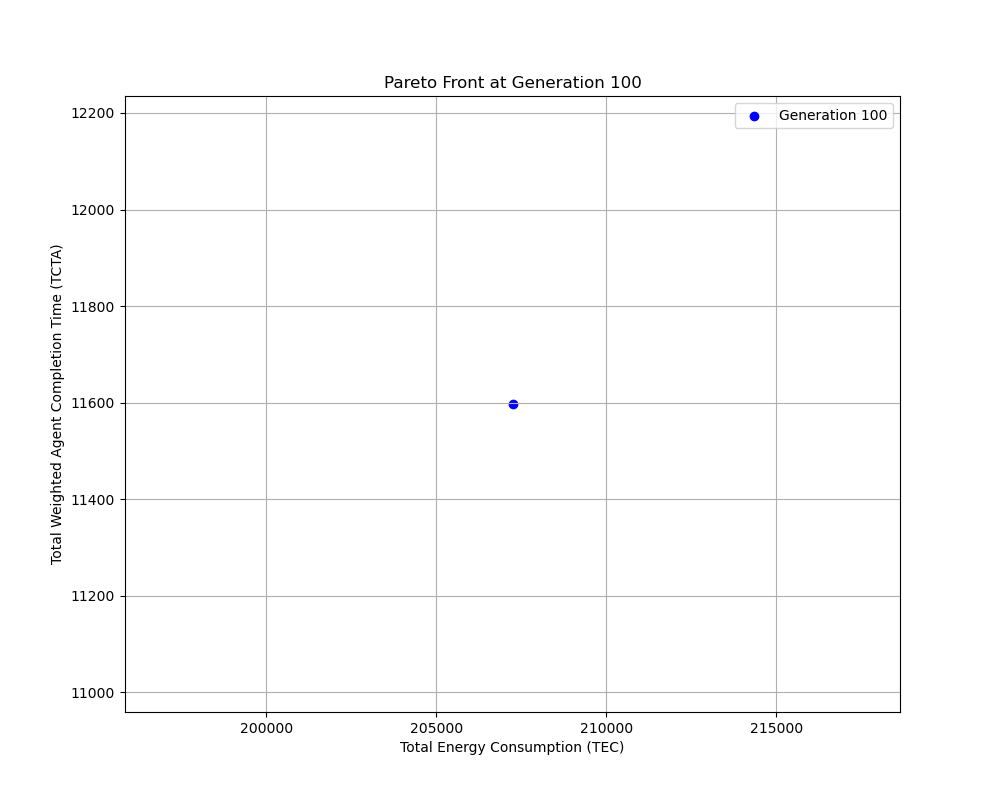 Pareto Front at Generation 100
Generation 100
12200
12000
11800
11600
11400
11200
11000
Total Weighted Agent Completion Time (TCTA)
200000
205000
210000
215000
Total Energy Consumption (TEC)